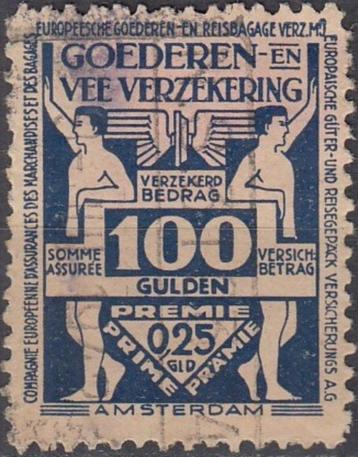 EUROPEESCHE GOEDEREN- EN REISBAGAGE VERZ. MIJ
GOEDEREN-EN
VEE VERZEKERING
COMPAGNIE EUROPÉENNE D'ASSURANCES DES MARCHANDISES ET DES BAGAGES
EUROPÄISCHE GÜTER- UND REISEGEPÄCK VERSICHERUNGS A.G
VERZEKERD
BEDRAG
SOMME
ASSURÉE
100
VERSICH:
BETRAG
GULDEN
PREMIE
PRIME
0,25
GLD
PRÄMIE
AMSTERDAM